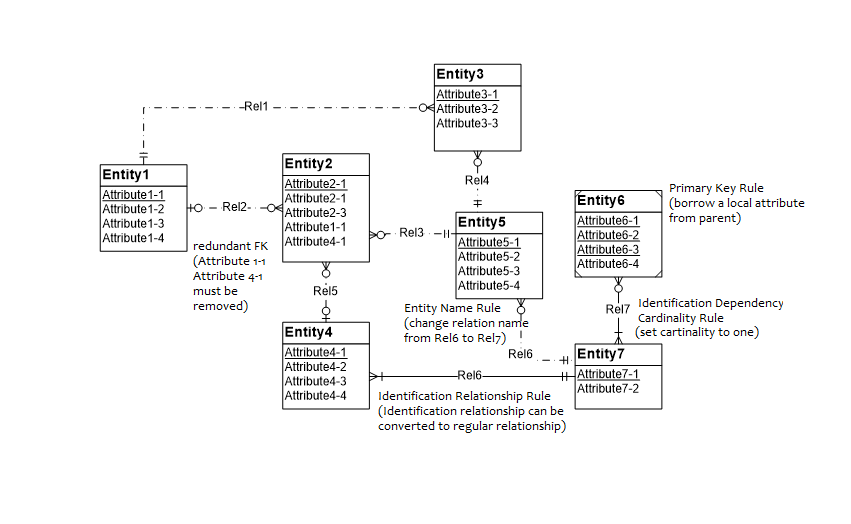 Entity3
Attribute3-1
Attribute3-2
Attribute3-3
Rel1
Entity1
Attribute1-1
Attribute1-2
Attribute1-3
Attribute1-4
Entity2
Attribute2-1
Attribute2-1
Attribute2-3
Attribute1-1
Attribute4-1
Rel2
Rel4
Rel3
Entity5
Attribute5-1
Attribute5-2
Attribute5-3
Attribute5-4
Entity6
Attribute6-1
Attribute6-2
Attribute6-3
Attribute6-4
Primary Key Rule
(borrow a local attribute
from parent)
redundant FK
(Attribute 1-1
Attribute 4-1
must be
removed)
Rel5
Entity Name Rule
(change relation name
from Rel6 to Rel7)
Rel7
Identification Dependency
Cardinality Rule
(set cartinality to one)
Entity4
Attribute4-1
Attribute4-2
Attribute4-3
Attribute4-4
Rel6
Rel6
Entity7
Attribute7-1
Attribute7-2
Identification Relationship Rule
(Identification relationship can be
converted to regular relationship)